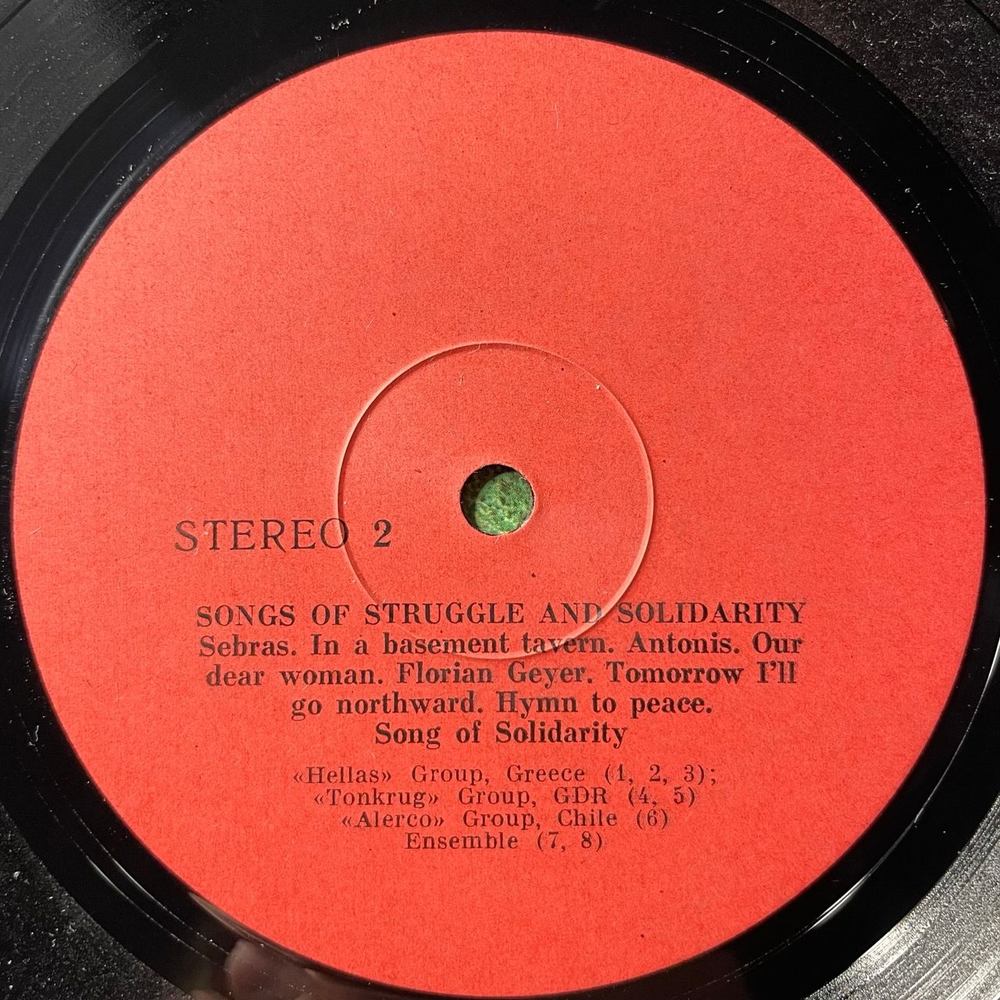 STEREO 2
SONGS OF STRUGGLE AND SOLIDARITY
Sebras. In a basement tavern. Antonis. Our
dear woman. Florian Geyer. Tomorrow I'll
go northward. Hymn to peace.
Song of Solidarity
«Hellas» Group, Greece (1, 2, 3);
«Tonkrug» Group, GDR (4, 5)
«Alerco» Group, Chile (6)
Ensemble (7, 8)